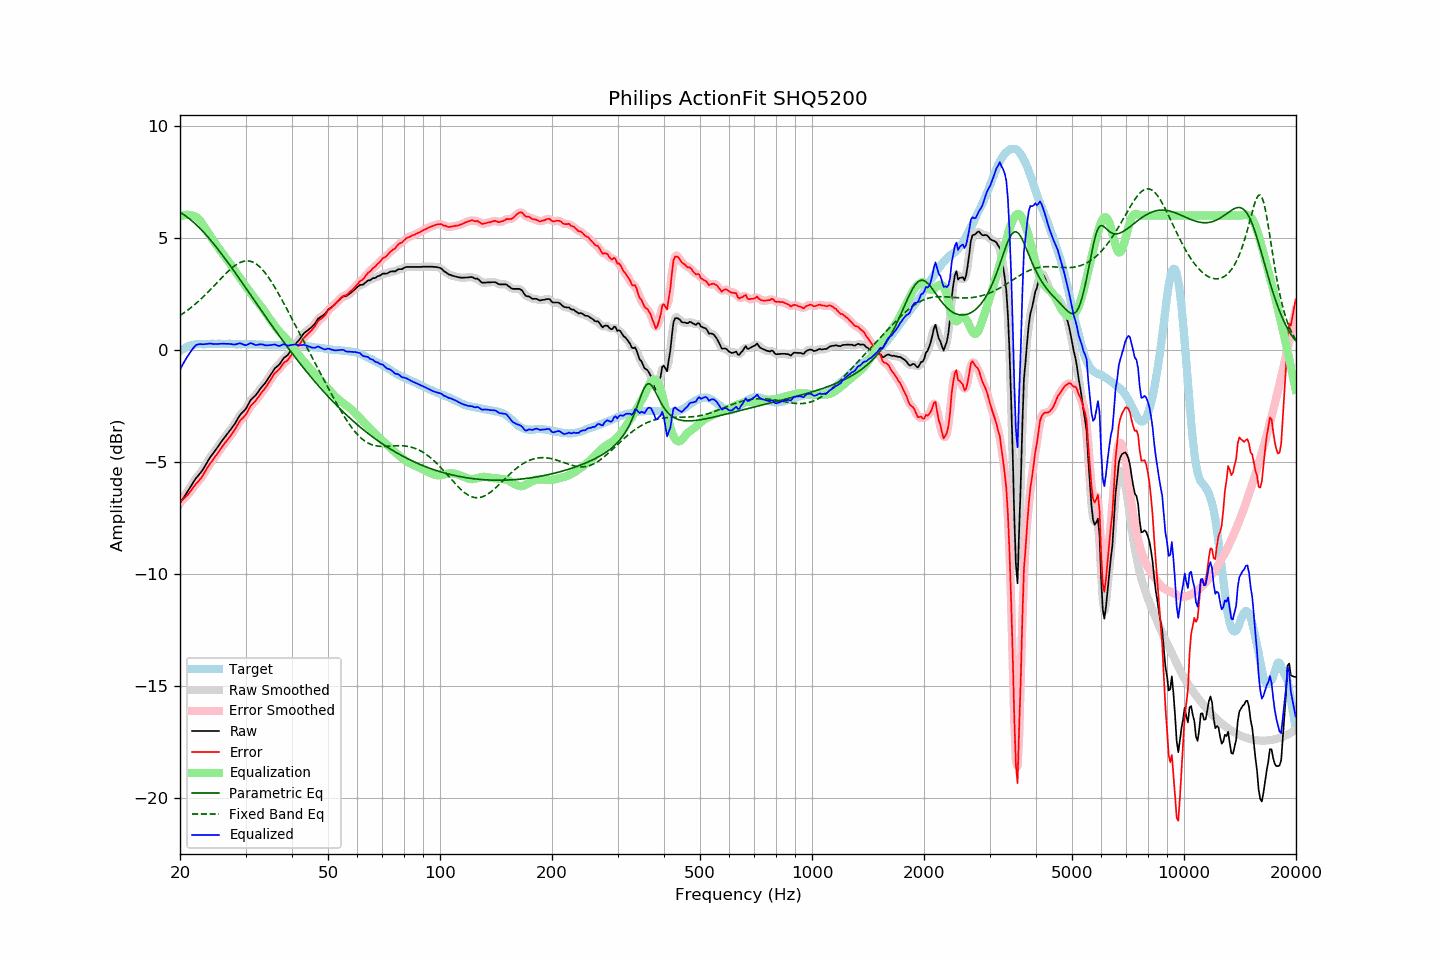 Philips ActionFit SHQ5200
10
5
0
−5
−10
−15
−20
Amplitude (dBr)
Target
Raw Smoothed
Error Smoothed
Raw
Error
Equalization
Parametric Eq
Fixed Band Eq
Equalized
20 50 100 200 500 1000 2000 5000 10000 20000
Frequency (Hz)